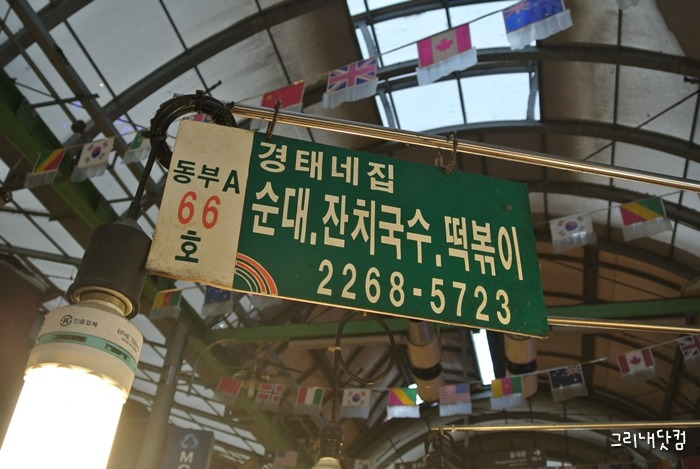 동부A
66
호
경태네집
순대.잔치국수.떡볶이
2268-5723
그리내닷컴